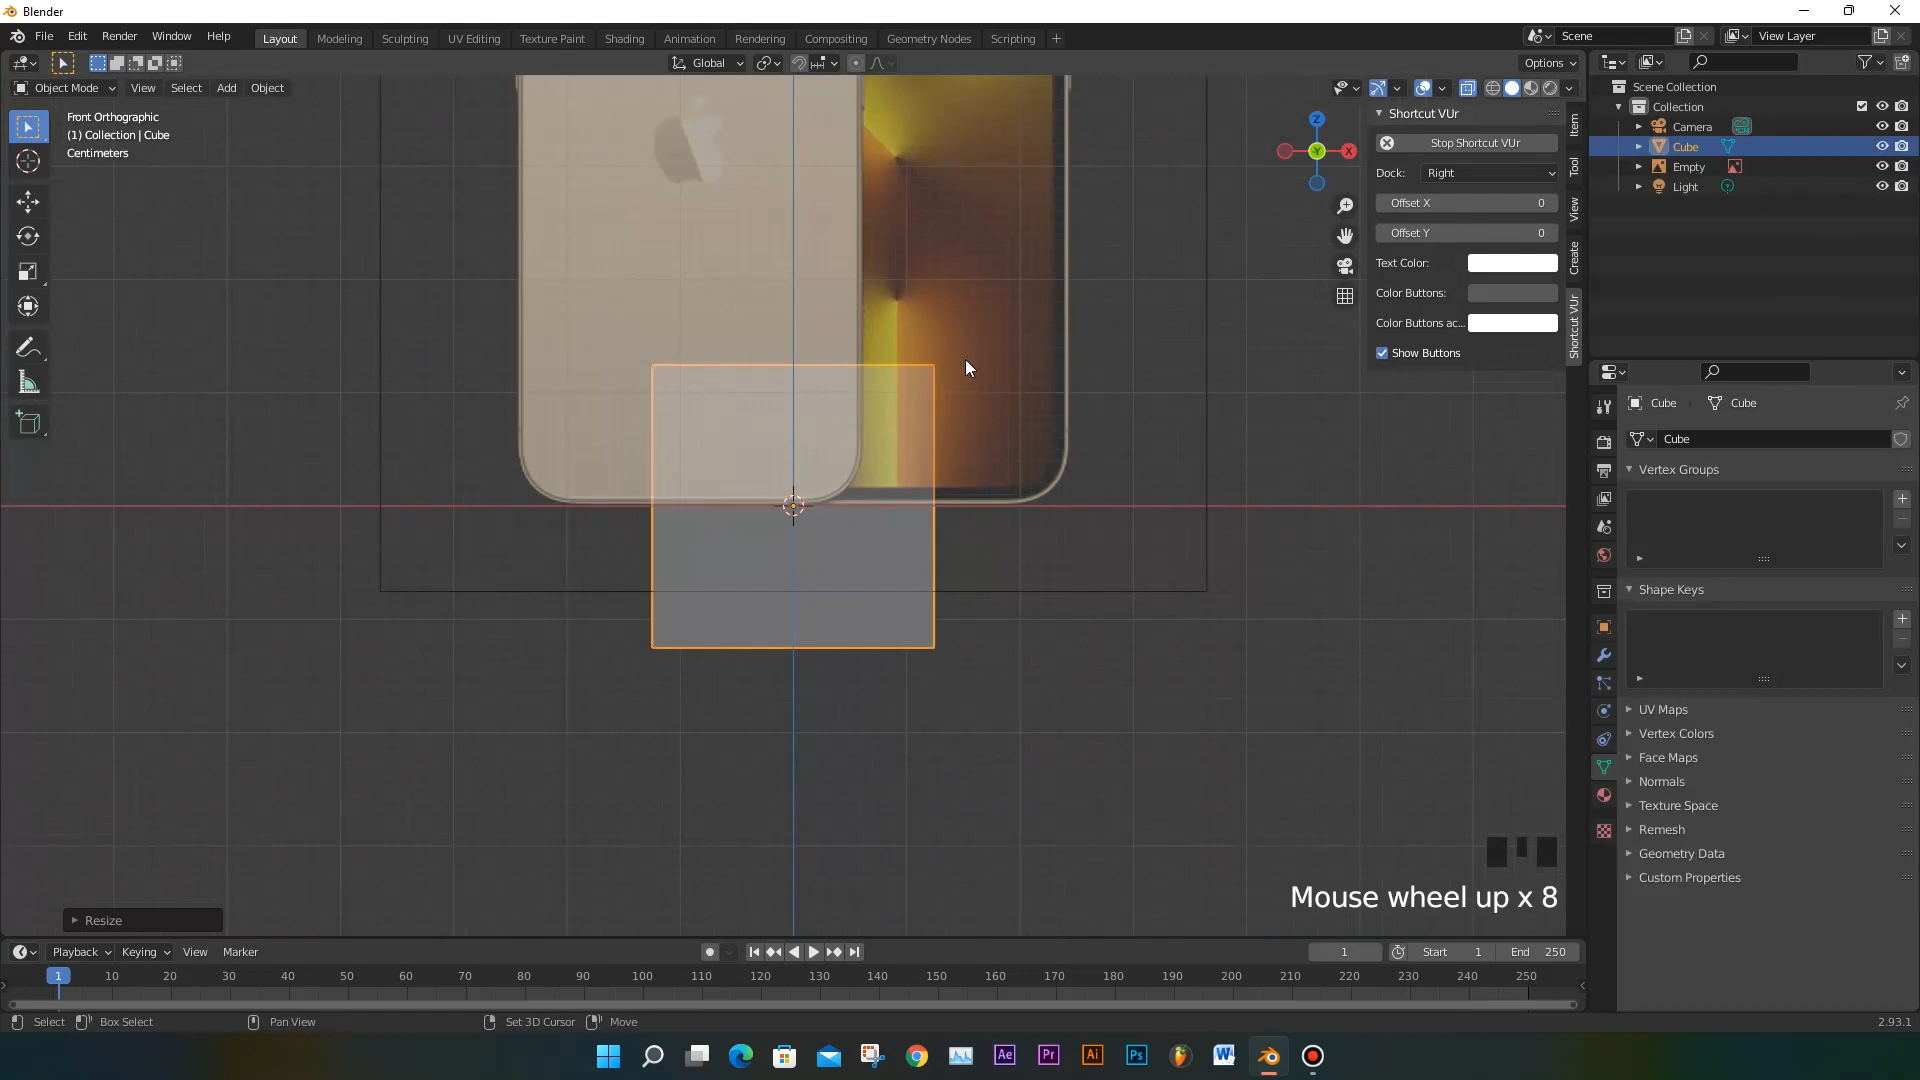 Blender
File Edit Render Window Help
Layout Modeling Sculpting UV Editing Texture Paint Shading Animation Rendering Compositing Geometry Nodes Scripting +
Scene
View Layer
Global
Options
Object Mode View Select Add Object
Front Orthographic
(1) Collection | Cube
Centimeters
Z
Y
X
Shortcut VUr
Stop Shortcut VUr
Dock: Right
Offset X 0
Offset Y 0
Text Color:
Color Buttons:
Color Buttons ac...
Show Buttons
Item
Tool
View
Create
Shortcut VUr
Scene Collection
Collection
Camera
Cube
Empty
Light
Cube Cube
Cube
Vertex Groups
Shape Keys
UV Maps
Vertex Colors
Face Maps
Normals
Texture Space
Remesh
Geometry Data
Custom Properties
Mouse wheel up x 8
Resize
Playback Keying View Marker
1
Start 1
End 250
1 10 20 30 40 50 60 70 80 90 100 110 120 130 140 150 160 170 180 190 200 210 220 230 240 250
Select Box Select Pan View Set 3D Cursor Move
2.93.1
Ae Pr Ai Ps W